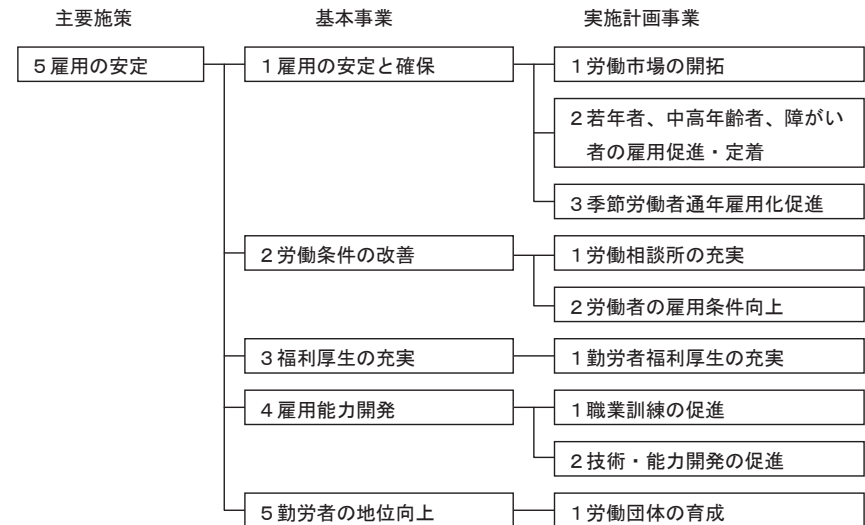 主要施策 基本事業 実施計画事業
5雇用の安定 1雇用の安定と確保 1労働市場の開拓
2若年者、中高年齢者、障がい
者の雇用促進・定着
3季節労働者通年雇用化促進
2労働条件の改善 1労働相談所の充実
2労働者の雇用条件向上
3福利厚生の充実 1勤労者福利厚生の充実
4雇用能力開発 1職業訓練の促進
2技術・能力開発の促進
5勤労者の地位向上 1労働団体の育成